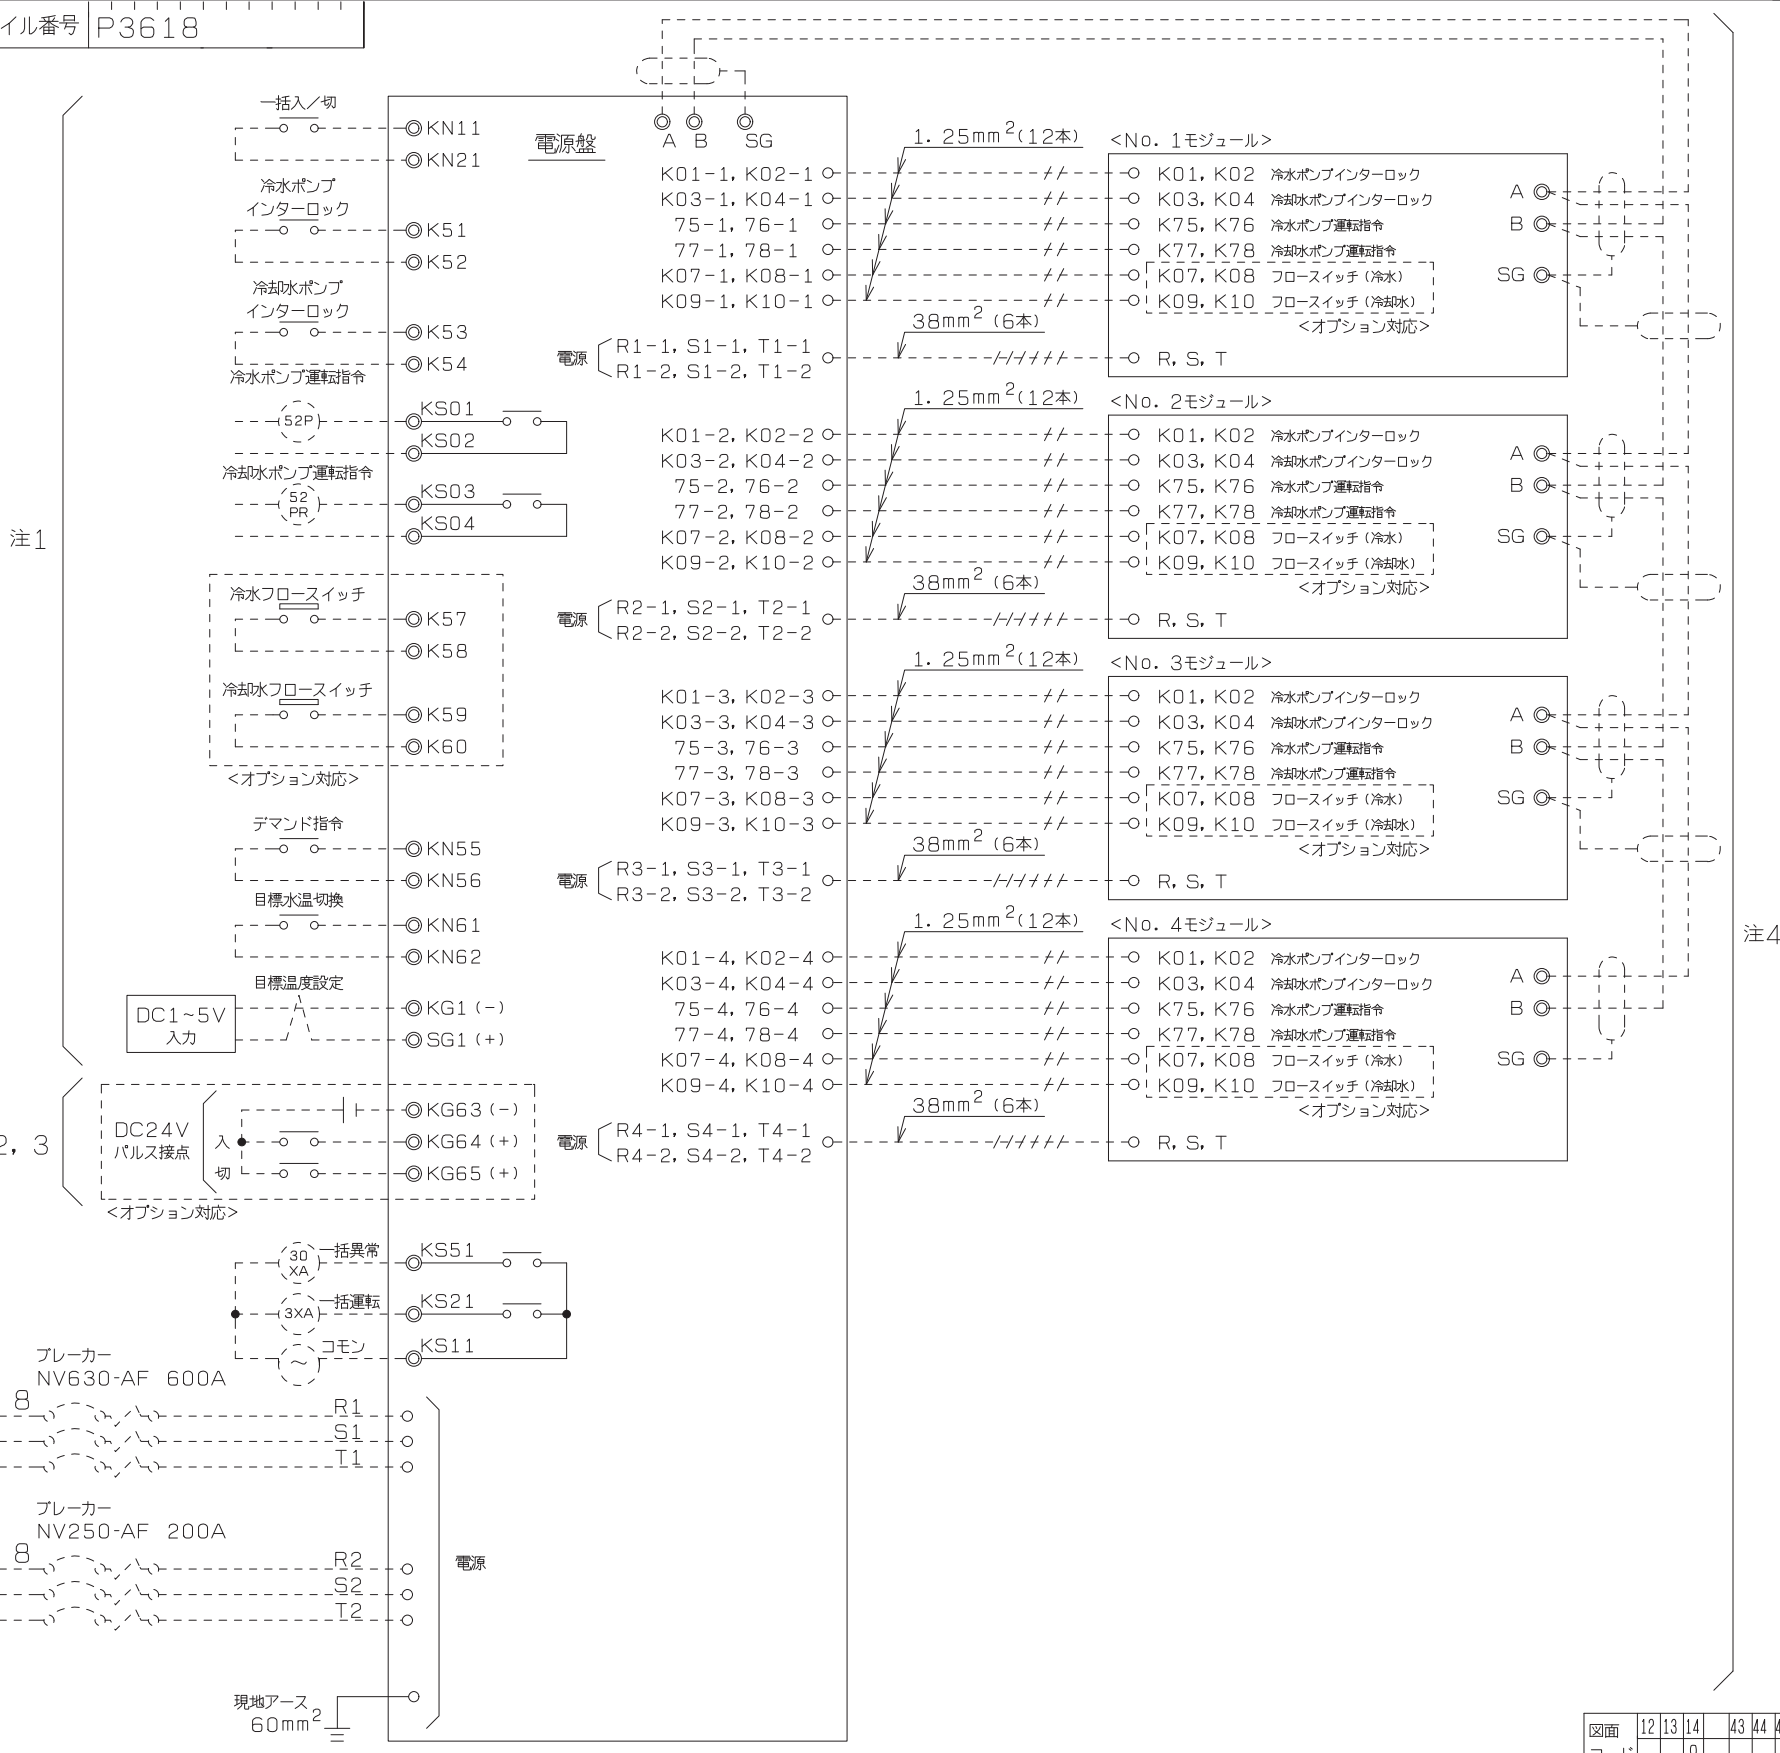 イル番号 P3618
注1
一括入／切
KN11
KN21
冷水ポンプ
インターロック
K51
K52
冷却水ポンプ
インターロック
K53
K54
冷水ポンプ運転指令
52P
KS01
KS02
冷却水ポンプ運転指令
52
PR
KS03
KS04
冷水フロースイッチ
K57
K58
冷却水フロースイッチ
K59
K60
<オプション対応>
デマンド指令
KN55
KN56
目標水温切換
KN61
KN62
目標温度設定
DC1~5V
入力
KG1(-)
SG1(+)
2, 3
DC24V
パルス接点
入
切
KG63(-)
KG64(+)
KG65(+)
<オプション対応>
30
XA
一括異常
KS51
3XA
一括運転
KS21
~
コモン
KS11
ブレーカー
NV630-AF 600A
8
R1
S1
T1
ブレーカー
NV250-AF 200A
8
R2
S2
T2
電源
現地アース
60mm2
電源盤
A B SG
1.25mm2(12本)
K01-1, K02-1
K03-1, K04-1
75-1, 76-1
77-1, 78-1
K07-1, K08-1
K09-1, K10-1
38mm2(6本)
電源
R1-1, S1-1, T1-1
R1-2, S1-2, T1-2
<No. 1モジュール>
K01, K02 冷水ポンプインターロック
K03, K04 冷却水ポンプインターロック
K75, K76 冷水ポンプ運転指令
K77, K78 冷却水ポンプ運転指令
K07, K08 フロースイッチ(冷水)
K09, K10 フロースイッチ(冷却水)
<オプション対応>
R, S, T
A
B
SG
1.25mm2(12本)
K01-2, K02-2
K03-2, K04-2
75-2, 76-2
77-2, 78-2
K07-2, K08-2
K09-2, K10-2
38mm2(6本)
電源
R2-1, S2-1, T2-1
R2-2, S2-2, T2-2
<No. 2モジュール>
K01, K02 冷水ポンプインターロック
K03, K04 冷却水ポンプインターロック
K75, K76 冷水ポンプ運転指令
K77, K78 冷却水ポンプ運転指令
K07, K08 フロースイッチ(冷水)
K09, K10 フロースイッチ(冷却水)
<オプション対応>
R, S, T
A
B
SG
1.25mm2(12本)
K01-3, K02-3
K03-3, K04-3
75-3, 76-3
77-3, 78-3
K07-3, K08-3
K09-3, K10-3
38mm2(6本)
電源
R3-1, S3-1, T3-1
R3-2, S3-2, T3-2
<No. 3モジュール>
K01, K02 冷水ポンプインターロック
K03, K04 冷却水ポンプインターロック
K75, K76 冷水ポンプ運転指令
K77, K78 冷却水ポンプ運転指令
K07, K08 フロースイッチ(冷水)
K09, K10 フロースイッチ(冷却水)
<オプション対応>
R, S, T
A
B
SG
1.25mm2(12本)
K01-4, K02-4
K03-4, K04-4
75-4, 76-4
77-4, 78-4
K07-4, K08-4
K09-4, K10-4
38mm2(6本)
電源
R4-1, S4-1, T4-1
R4-2, S4-2, T4-2
<No. 4モジュール>
K01, K02 冷水ポンプインターロック
K03, K04 冷却水ポンプインターロック
K75, K76 冷水ポンプ運転指令
K77, K78 冷却水ポンプ運転指令
K07, K08 フロースイッチ(冷水)
K09, K10 フロースイッチ(冷却水)
<オプション対応>
R, S, T
A
B
SG
注4
図面 12 13 14 43 44